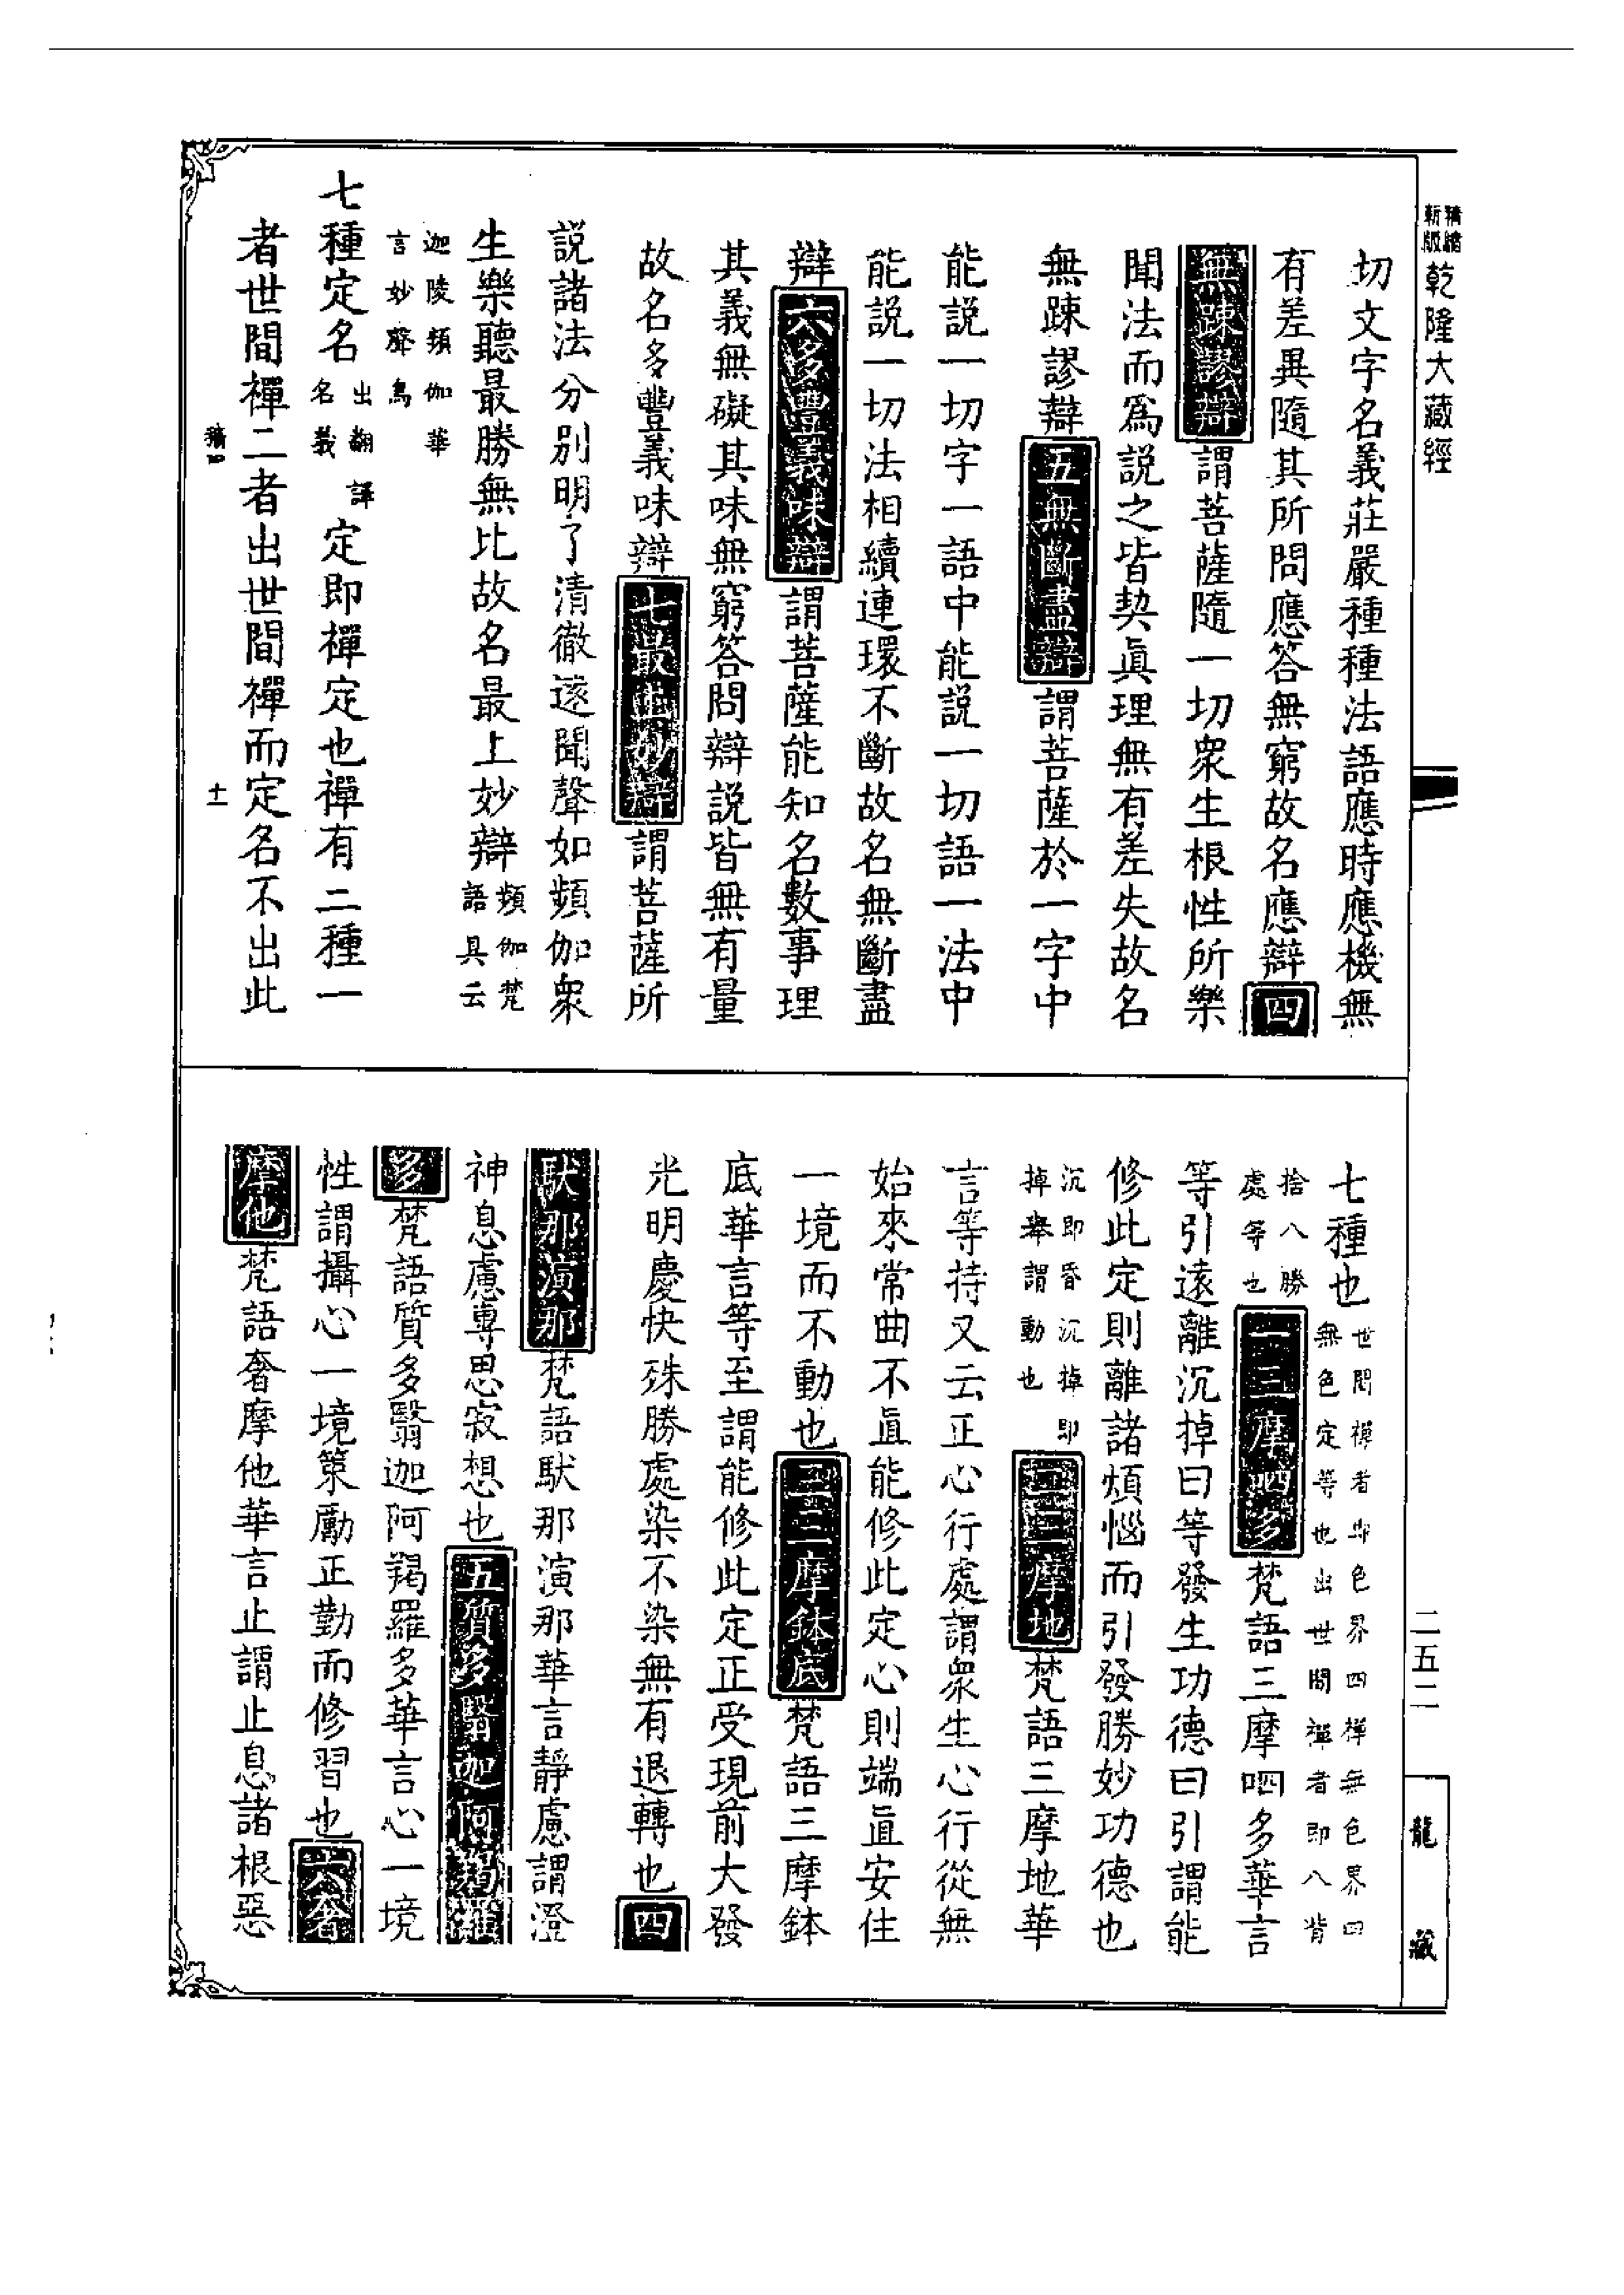 精繕
新版
乾隆大藏經
切文字名義莊嚴種種法語應時應機無
有差異隨其所問應答無窮故名應辯四
無踈謬辯謂菩薩隨一切衆生根性所樂
聞法而爲説之皆契眞理無有差失故名
無踈謬辯五無斷盡辯謂菩薩於一字中
能説一切字一語中能説一切語一法中
能説一切法相續連環不斷故名無斷盡
辯六多豐義味辯謂菩薩能知名數事理
其義無礙其味無窮答問辯説皆無有量
故名多豐義味辯七最上妙辯謂菩薩所
説諸法分别明了清徹遠聞聲如頻伽衆
生樂聽最勝無比故名最上妙辯頻伽梵
語具云
迦陵頻伽華
言妙聲鳥
七種定名出翻譯
名義定即禪定也禪有二種一
者世間禪二者出世間禪而定名不出此
十一
七種也世間禪者即色界四禪無色界四
無色定等也出世間禪者即八背
捨八勝
處等也一三摩呬多梵語三摩呬多華言
等引遠離沉掉曰等發生功德曰引謂能
修此定則離諸煩惱而引發勝妙功德也
沉即昏沉掉即
掉舉謂動也二三摩地梵語三摩地華
言等持又云正心行處謂衆生心行從無
始來常曲不直能修此定心則端直安住
一境而不動也三三摩鉢底梵語三摩鉢
底華言等至謂能修此定正受現前大發
光明慶快殊勝處染不染無有退轉也四
馱那演那梵語馱那演那華言靜慮謂澄
神息慮專思寂想也五質多翳迦阿羯羅
多梵語質多翳迦阿羯羅多華言心一境
性謂攝心一境策勵正勤而修習也六奢
摩他梵語奢摩他華言止謂止息諸根惡
二五二
龍藏